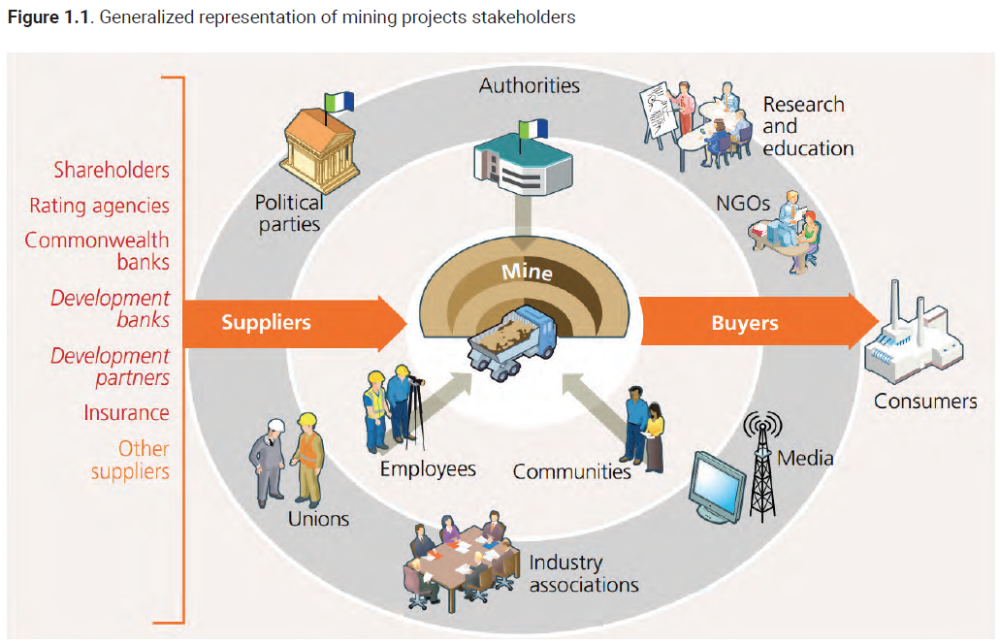 Figure 1.1. Generalized representation of mining projects stakeholders
Authorities
Research
and
education
Political
parties
NGOs
Shareholders
Rating agencies
Commonwealth
banks
Development
banks
Development
partners
Insurance
Other
suppliers
Mine
Suppliers
Buyers
Consumers
Employees
Communities
Media
Unions
Industry
associations